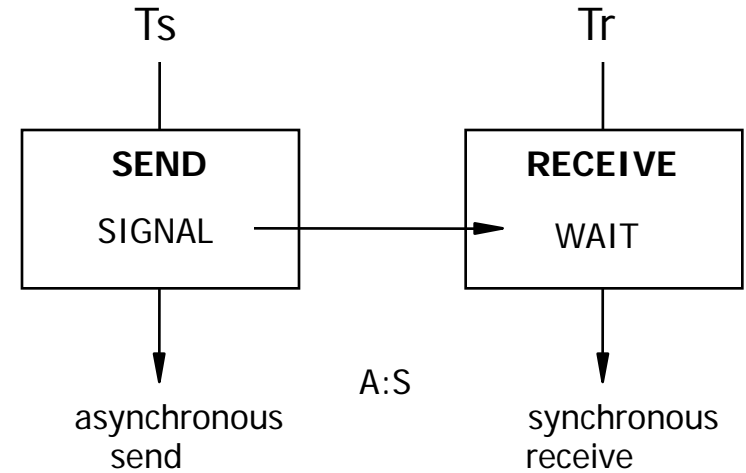 Ts
Tr
SEND
RECEIVE
SIGNAL
WAIT
A:S
asynchronous
send
synchronous
receive